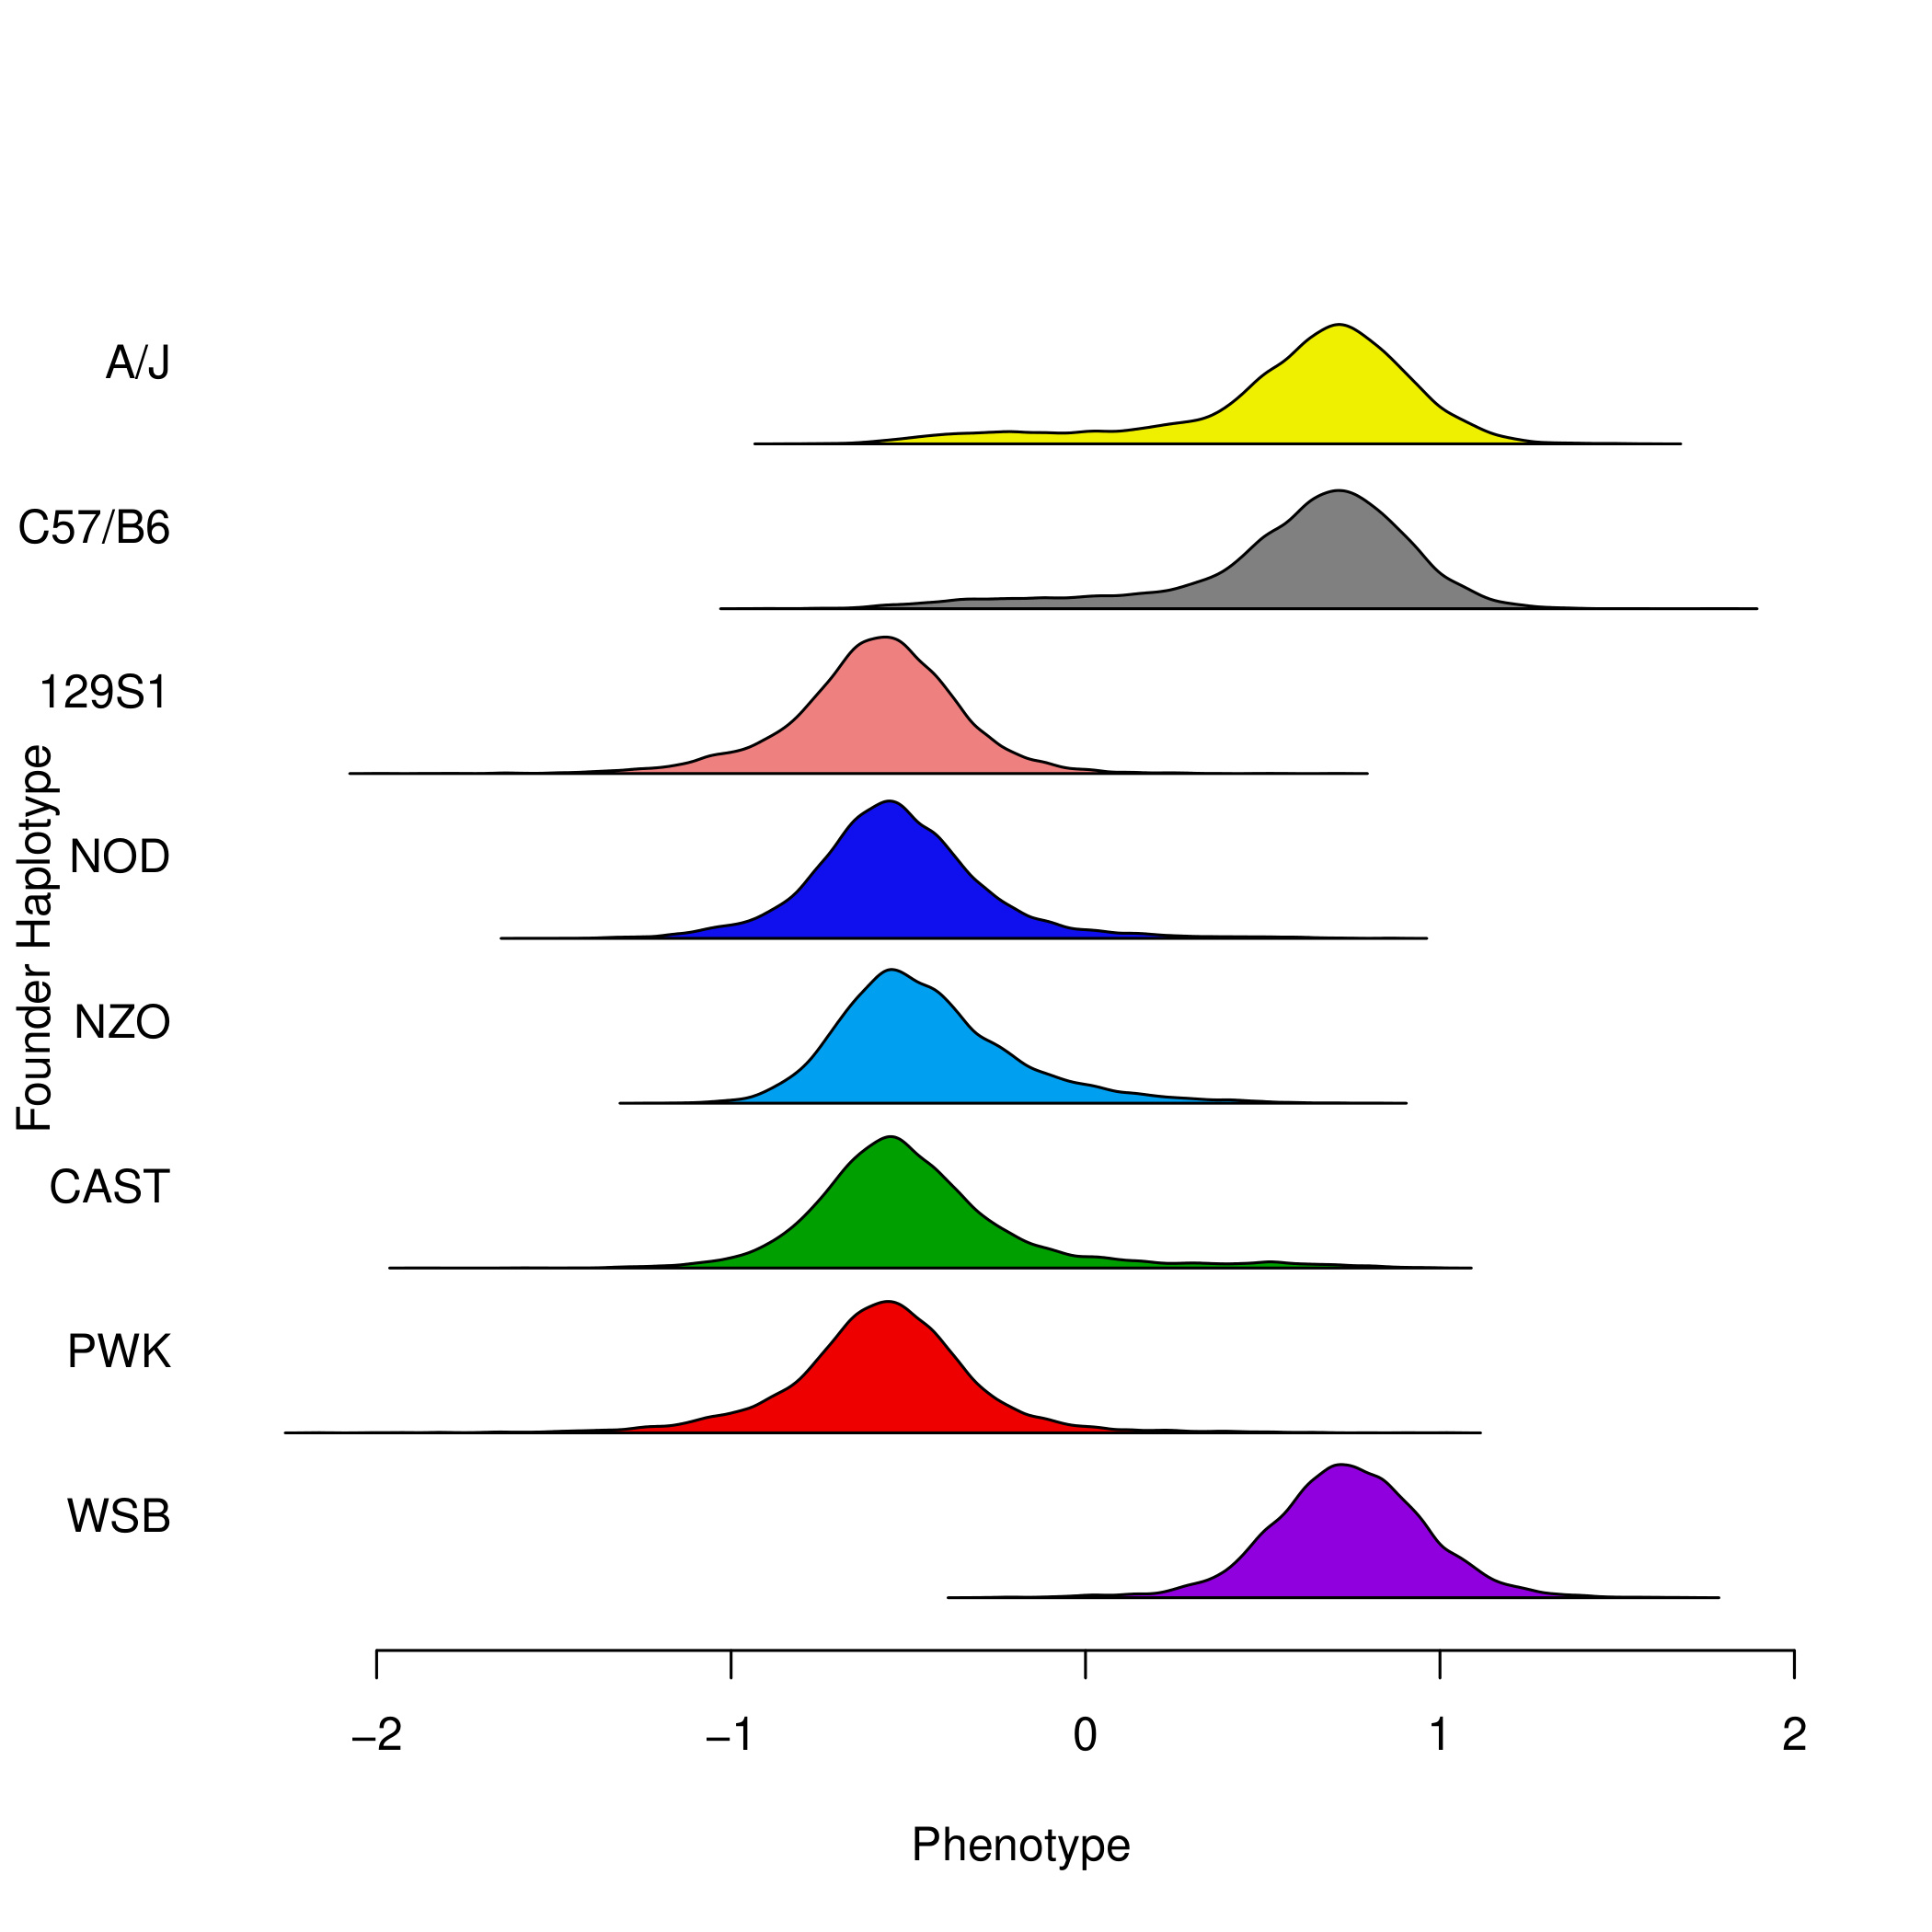 A/J
C57/B6
129S1
NOD
NZO
CAST
PWK
WSB
Founder Haplotype
−2 −1 0 1 2
Phenotype